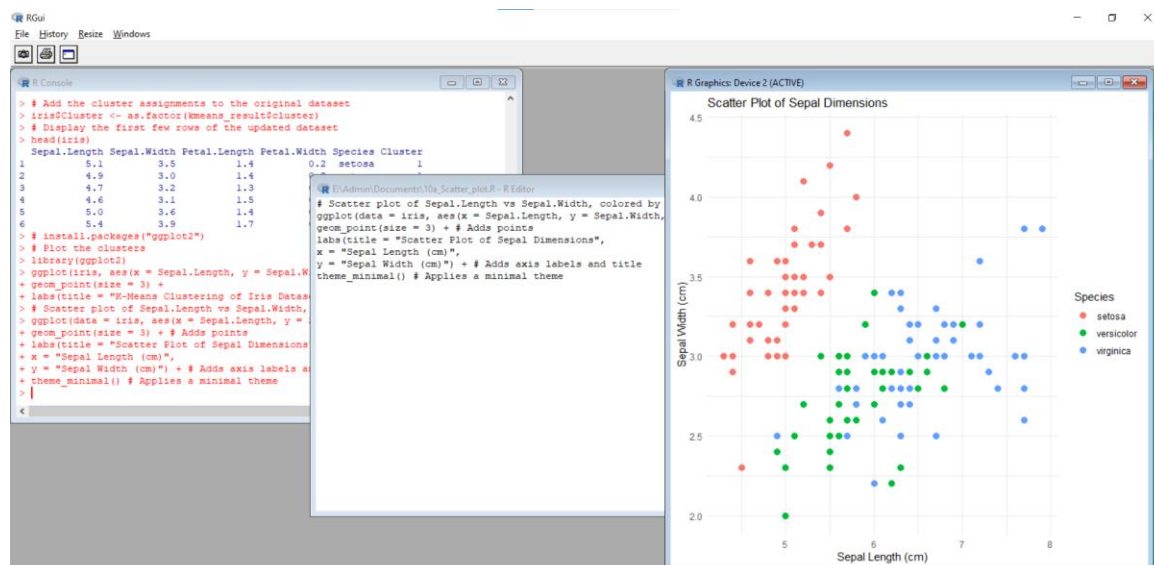 RGui
File History Resize Windows
R Console
> # Add the cluster assignments to the original dataset
> iris$Cluster <- as.factor(kmeans_result$cluster)
> # Display the first few rows of the updated dataset
> head(iris)
Sepal.Length Sepal.Width Petal.Length Petal.Width Species Cluster
1 5.1 3.5 1.4 0.2 setosa 1
2 4.9 3.0 1.4
3 4.7 3.2 1.3
4 4.6 3.1 1.5
5 5.0 3.6 1.4
6 5.4 3.9 1.7
> # install.packages("ggplot2")
> # Plot the clusters
> library(ggplot2)
> ggplot(iris, aes(x = Sepal.Length, y = Sepal.W
+ geom_point(size = 3) +
+ labs(title = "K-Means Clustering of Iris Datas
> # Scatter plot of Sepal.Length vs Sepal.Width,
> ggplot(data = iris, aes(x = Sepal.Length, y =
+ geom_point(size = 3) + # Adds points
+ labs(title = "Scatter Plot of Sepal Dimensions
+ x = "Sepal Length (cm)",
+ y = "Sepal Width (cm)") + # Adds axis labels a
+ theme_minimal() # Applies a minimal theme
>
E:\Admin\Documents\10a_Scatter_plot.R - R Editor
# Scatter plot of Sepal.Length vs Sepal.Width, colored by
ggplot(data = iris, aes(x = Sepal.Length, y = Sepal.Width,
geom_point(size = 3) + # Adds points
labs(title = "Scatter Plot of Sepal Dimensions",
x = "Sepal Length (cm)",
y = "Sepal Width (cm)") + # Adds axis labels and title
theme_minimal() # Applies a minimal theme
R Graphics: Device 2 (ACTIVE)
Scatter Plot of Sepal Dimensions
4.5
4.0
3.5
3.0
2.5
2.0
Sepal Width (cm)
5 6 7 8
Sepal Length (cm)
Species
setosa
versicolor
virginica